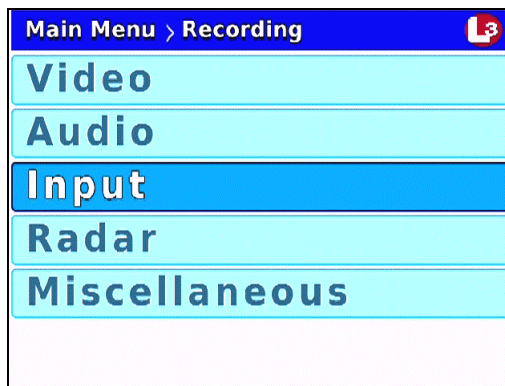 Main Menu > Recording L3
Video
Audio
Input
Radar
Miscellaneous